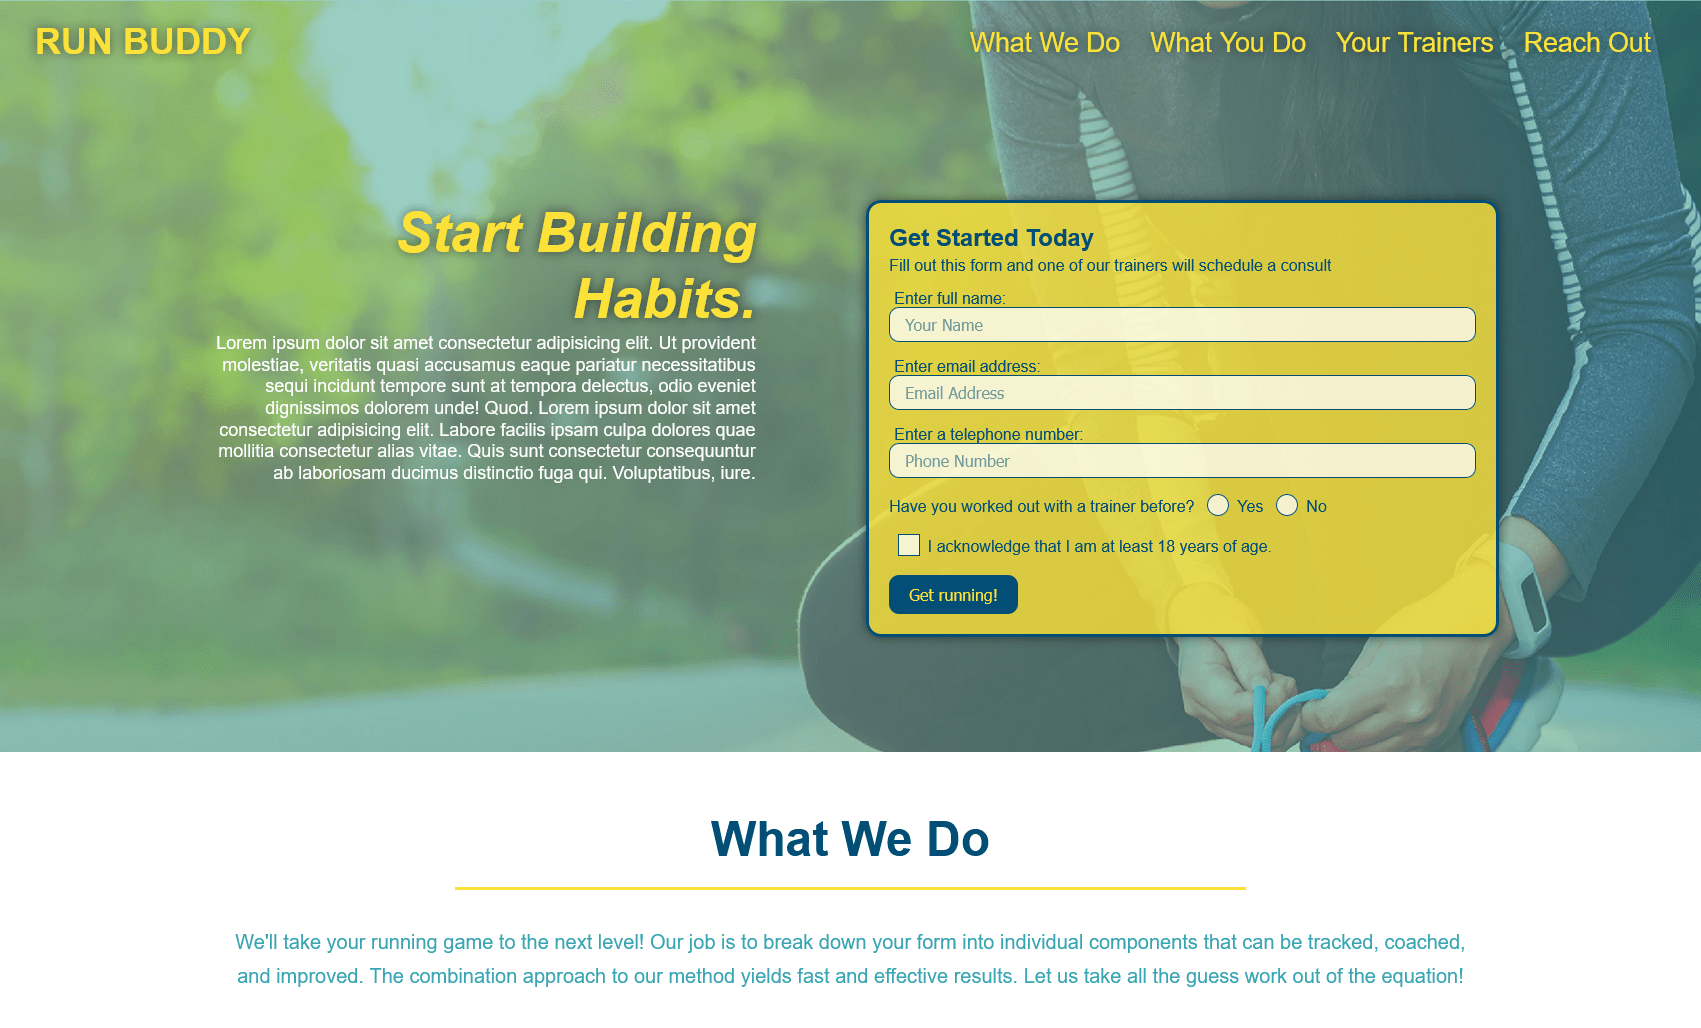 RUN BUDDY
What We Do What You Do Your Trainers Reach Out
Start Building
Habits.
Lorem ipsum dolor sit amet consectetur adipisicing elit. Ut provident
molestiae, veritatis quasi accusamus eaque pariatur necessitatibus
sequi incidunt tempore sunt at tempora delectus, odio eveniet
dignissimos dolorem unde! Quod. Lorem ipsum dolor sit amet
consectetur adipisicing elit. Labore facilis ipsam culpa dolores quae
mollitia consectetur alias vitae. Quis sunt consectetur consequuntur
ab laboriosam ducimus distinctio fuga qui. Voluptatibus, iure.
Get Started Today
Fill out this form and one of our trainers will schedule a consult
Enter full name:
Your Name
Enter email address:
Email Address
Enter a telephone number:
Phone Number
Have you worked out with a trainer before? Yes No
I acknowledge that I am at least 18 years of age.
Get running!
What We Do
We'll take your running game to the next level! Our job is to break down your form into individual components that can be tracked, coached,
and improved. The combination approach to our method yields fast and effective results. Let us take all the guess work out of the equation!